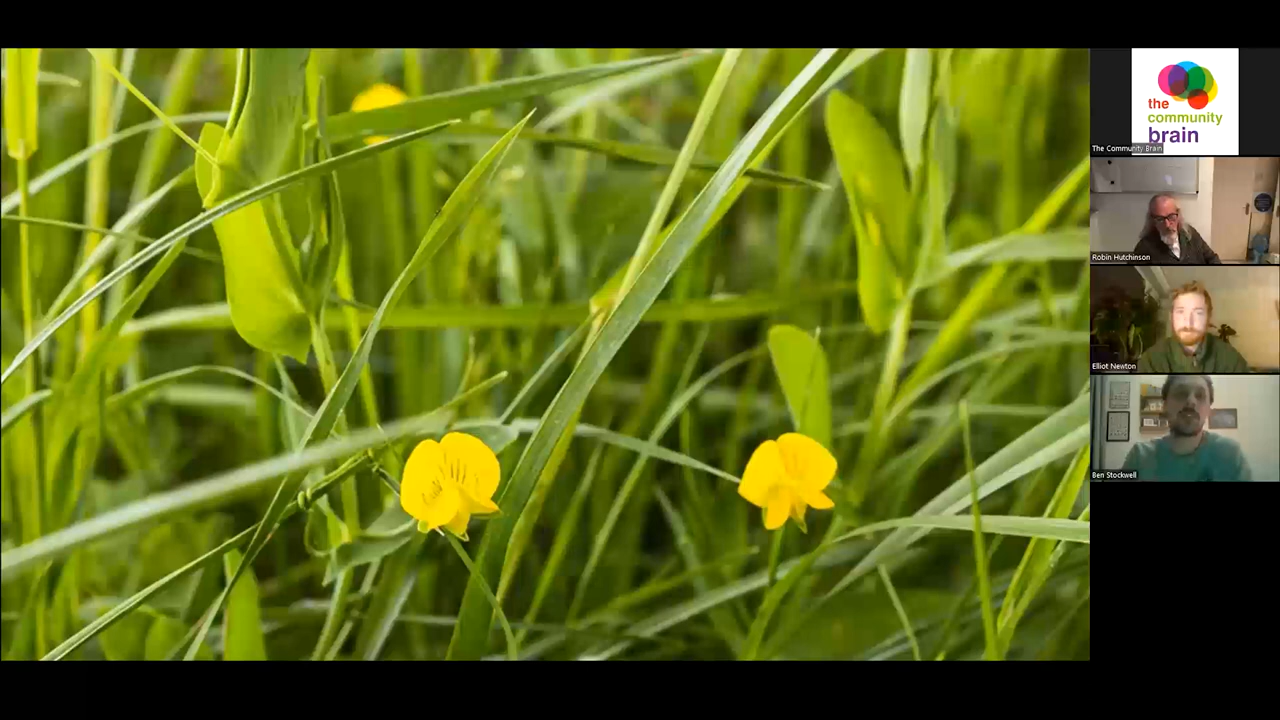 the
community
brain
The Community Brain
Robin Hutchinson
Elliot Newton
Ben Stockwell